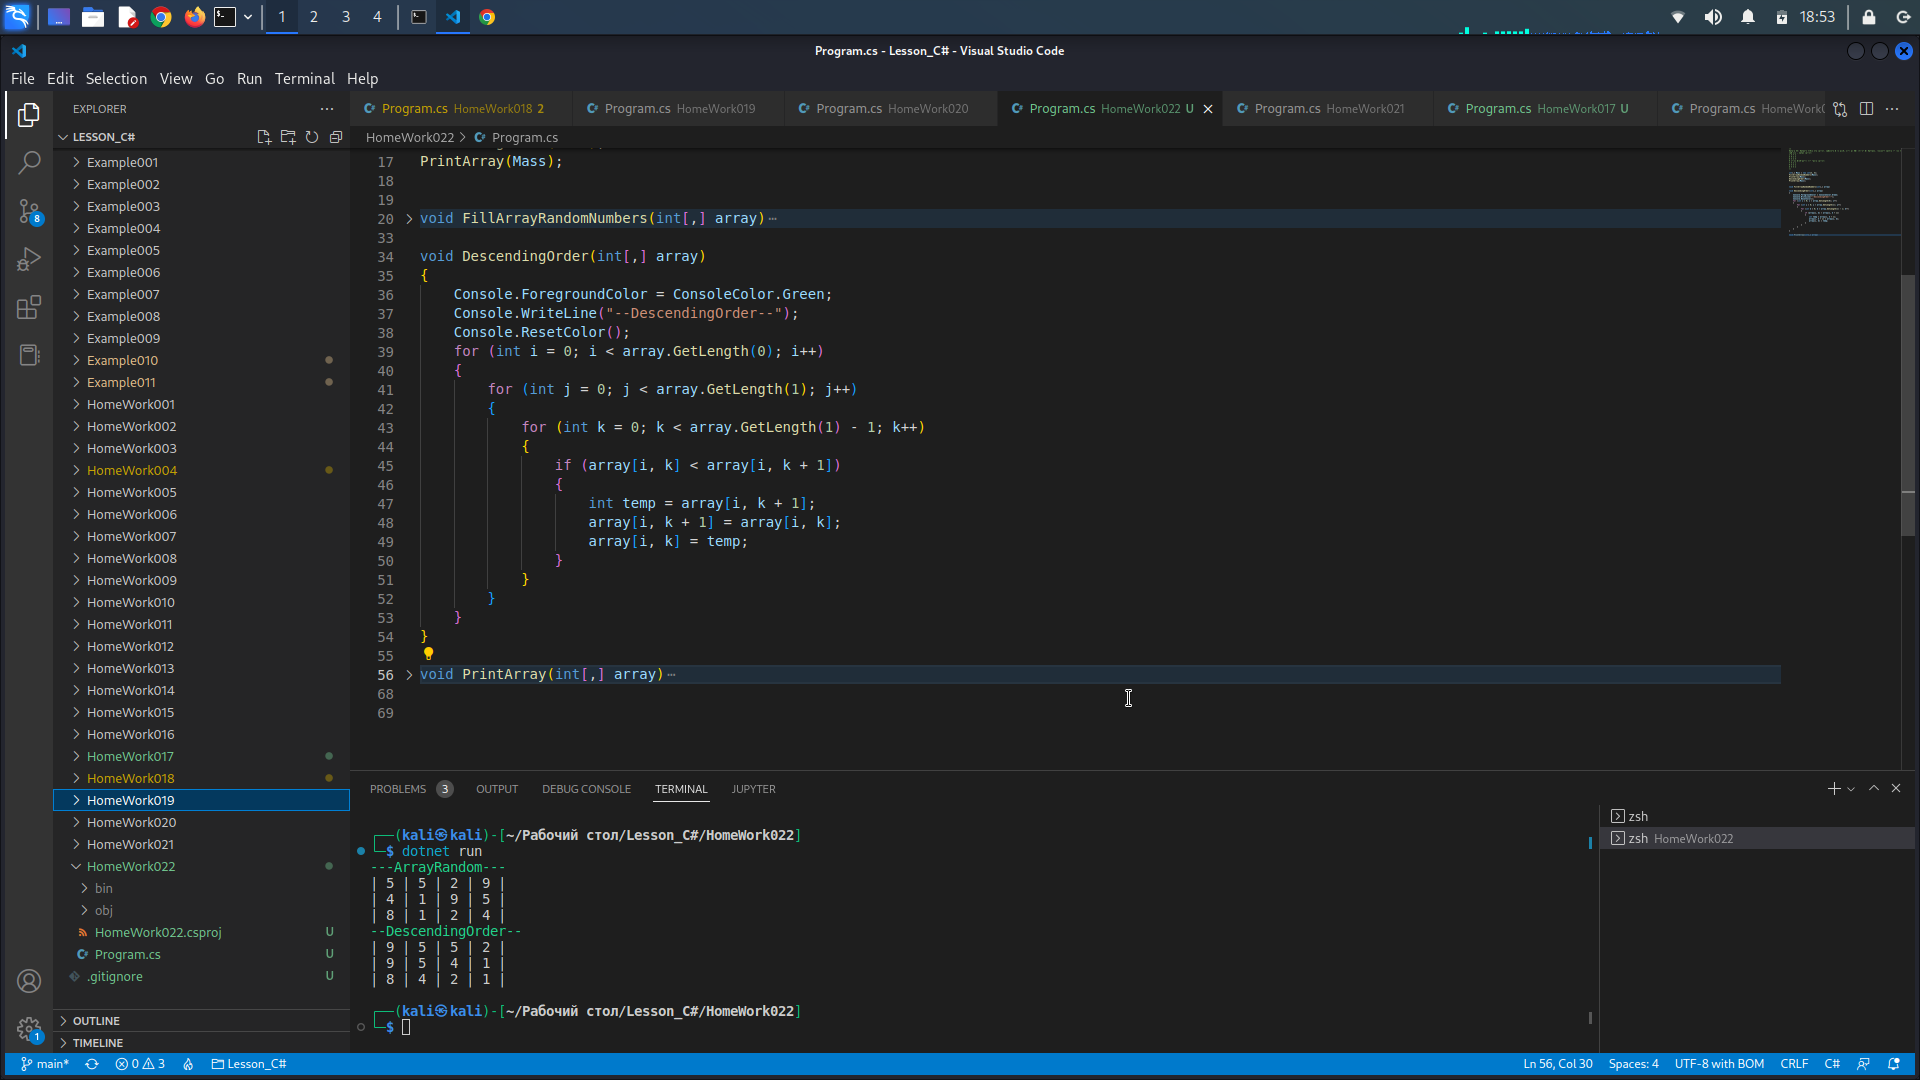 1 2 3 4
18:53
Program.cs - Lesson_C# - Visual Studio Code
File Edit Selection View Go Run Terminal Help
EXPLORER
Program.cs HomeWork018 2
Program.cs HomeWork019
Program.cs HomeWork020
Program.cs HomeWork022 U
Program.cs HomeWork021
Program.cs HomeWork017 U
Program.cs
LESSON_C#
HomeWork022 > Program.cs
Example001
Example002
Example003
Example004
Example005
Example006
Example007
Example008
Example009
Example010
Example011
HomeWork001
HomeWork002
HomeWork003
HomeWork004
HomeWork005
HomeWork006
HomeWork007
HomeWork008
HomeWork009
HomeWork010
HomeWork011
HomeWork012
HomeWork013
HomeWork014
HomeWork015
HomeWork016
HomeWork017
HomeWork018
HomeWork019
HomeWork020
HomeWork021
HomeWork022
bin
obj
HomeWork022.csproj U
Program.cs U
.gitignore U
OUTLINE
TIMELINE
8
1
17 PrintArray(Mass);
18
19
20 void FillArrayRandomNumbers(int[,] array)⋯
33
34 void DescendingOrder(int[,] array)
35 {
36 Console.ForegroundColor = ConsoleColor.Green;
37 Console.WriteLine("--DescendingOrder--");
38 Console.ResetColor();
39 for (int i = 0; i < array.GetLength(0); i++)
40 {
41 for (int j = 0; j < array.GetLength(1); j++)
42 {
43 for (int k = 0; k < array.GetLength(1) - 1; k++)
44 {
45 if (array[i, k] < array[i, k + 1])
46 {
47 int temp = array[i, k + 1];
48 array[i, k + 1] = array[i, k];
49 array[i, k] = temp;
50 }
51 }
52 }
53 }
54 }
55
56 void PrintArray(int[,] array)⋯
68
69
PROBLEMS 3 OUTPUT DEBUG CONSOLE TERMINAL JUPYTER
┌──(kali㉿kali)-[~/Рабочий стол/Lesson_C#/HomeWork022]
└─$ dotnet run
---ArrayRandom---
| 5 | 5 | 2 | 9 |
| 4 | 1 | 9 | 5 |
| 8 | 1 | 2 | 4 |
--DescendingOrder--
| 9 | 5 | 5 | 2 |
| 9 | 5 | 4 | 1 |
| 8 | 4 | 2 | 1 |
┌──(kali㉿kali)-[~/Рабочий стол/Lesson_C#/HomeWork022]
└─$
zsh
zsh HomeWork022
main* 0 3 Lesson_C#
Ln 56, Col 30 Spaces: 4 UTF-8 with BOM CRLF C#